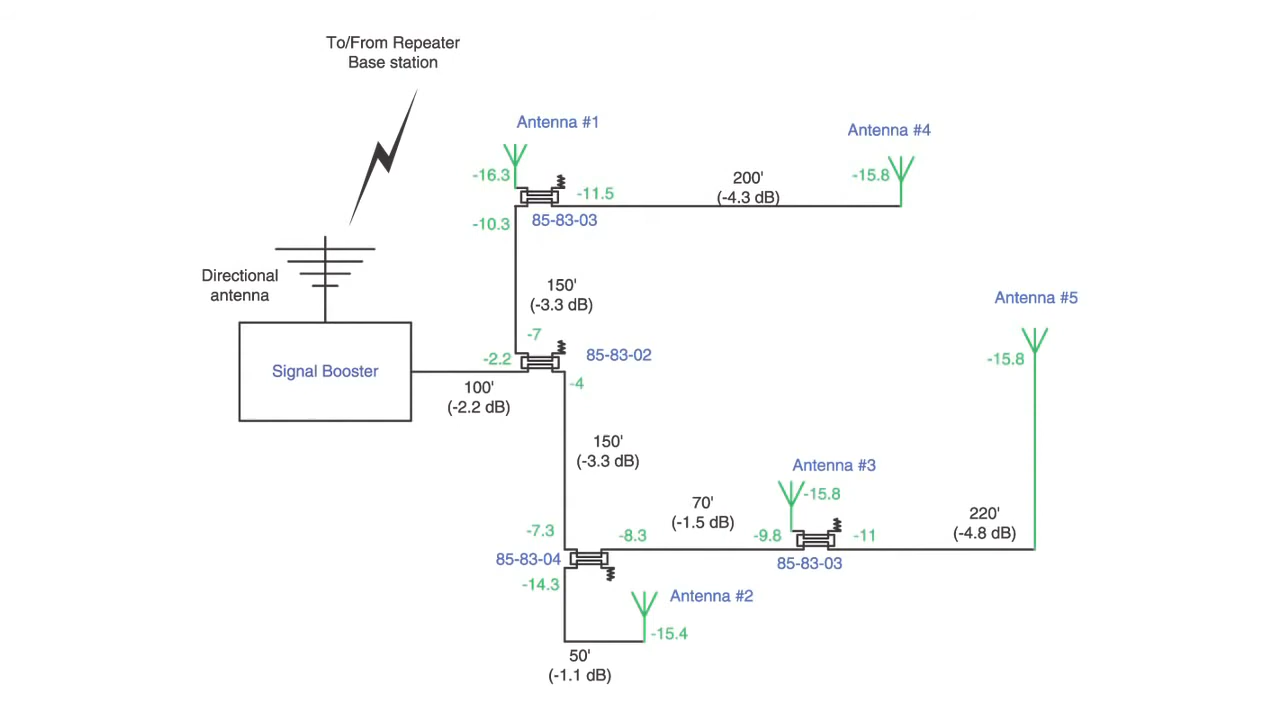 To/From Repeater
Base station
Antenna #1
Antenna #4
-16.3
-11.5
200'
(-4.3 dB)
-15.8
-10.3
85-83-03
Directional
antenna
150'
(-3.3 dB)
Antenna #5
-7
-2.2
85-83-02
-15.8
Signal Booster
100'
(-2.2 dB)
-4
150'
(-3.3 dB)
Antenna #3
-15.8
70'
(-1.5 dB)
220'
(-4.8 dB)
-7.3
-8.3
-9.8
-11
85-83-04
85-83-03
-14.3
Antenna #2
-15.4
50'
(-1.1 dB)